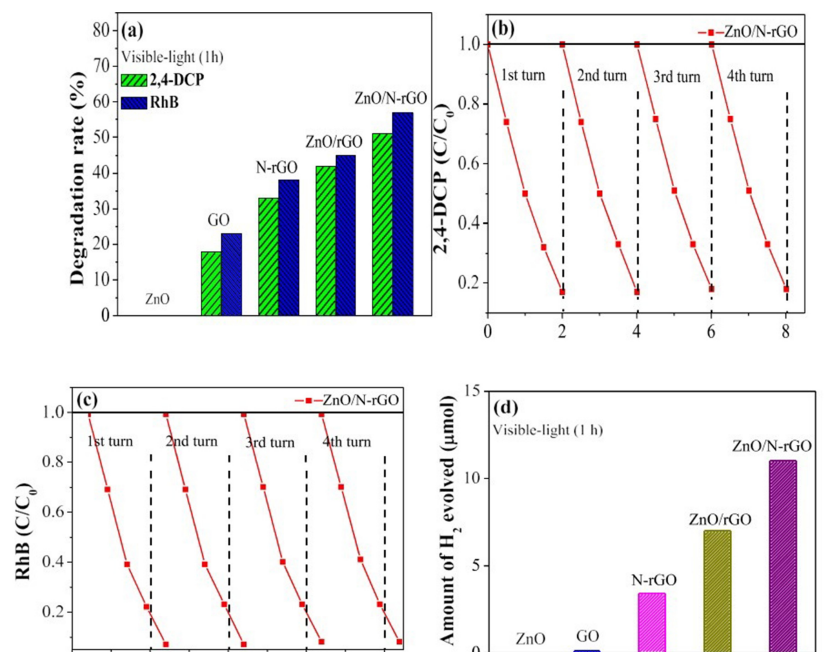 (a)
Visible-light (1h)
2,4-DCP
RhB
ZnO
GO
N-rGO
ZnO/rGO
ZnO/N-rGO
Degradation rate (%)
80
70
60
50
40
30
20
10
0
(b)
ZnO/N-rGO
1st turn 2nd turn 3rd turn 4th turn
2,4-DCP (C/C0)
1.0
0.8
0.6
0.4
0.2
0 2 4 6 8
(c)
ZnO/N-rGO
1st turn 2nd turn 3rd turn 4th turn
RhB (C/C0)
1.0
0.8
0.6
0.4
0.2
(d)
Visible-light (1 h)
ZnO
GO
N-rGO
ZnO/rGO
ZnO/N-rGO
Amount of H2 evolved (μmol)
15
10
5
0